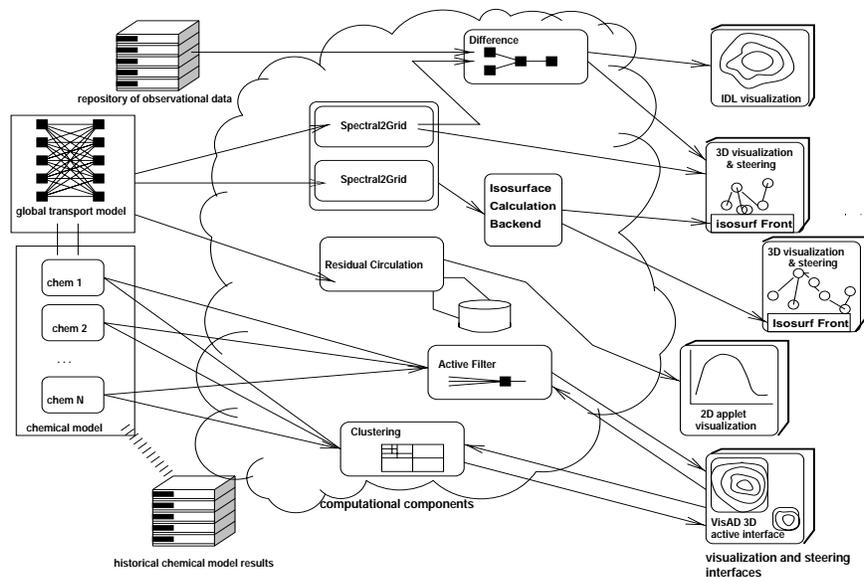 Difference
repository of observational data
IDL visualization
Spectral2Grid
Spectral2Grid
global transport model
3D visualization
& steering
isosurf Front
Isosurface
Calculation
Backend
3D visualization
& steering
Isosurf Front
Residual Circulation
chem 1
chem 2
...
chem N
chemical model
Active Filter
2D applet
visualization
Clustering
computational components
VisAD 3D
active interface
visualization and steering
interfaces
historical chemical model results